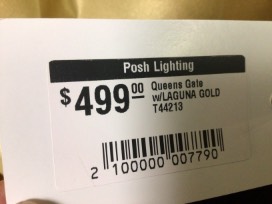 Posh Lighting
$499.00 Queens Gate
w/LAGUNA GOLD
T44213
2 100000 007790